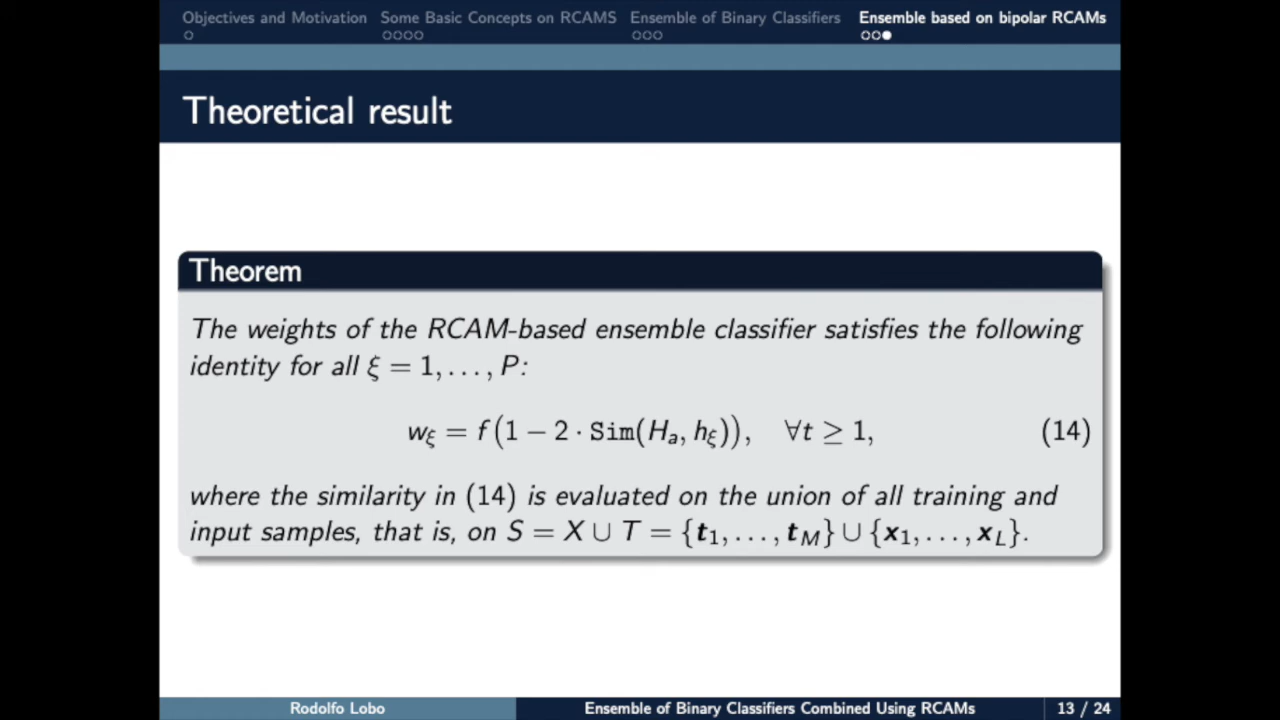 Objectives and Motivation Some Basic Concepts on RCAMS Ensemble of Binary Classifiers Ensemble based on bipolar RCAMs
Theoretical result
Theorem
The weights of the RCAM-based ensemble classifier satisfies the following
identity for all ξ = 1, . . . , P:
w_ξ = f(1 − 2 · Sim(H_a, h_ξ)), ∀t ≥ 1, (14)
where the similarity in (14) is evaluated on the union of all training and
input samples, that is, on S = X ∪ T = {t_1, . . . , t_M} ∪ {x_1, . . . , x_L}.
Rodolfo Lobo Ensemble of Binary Classifiers Combined Using RCAMs 13 / 24